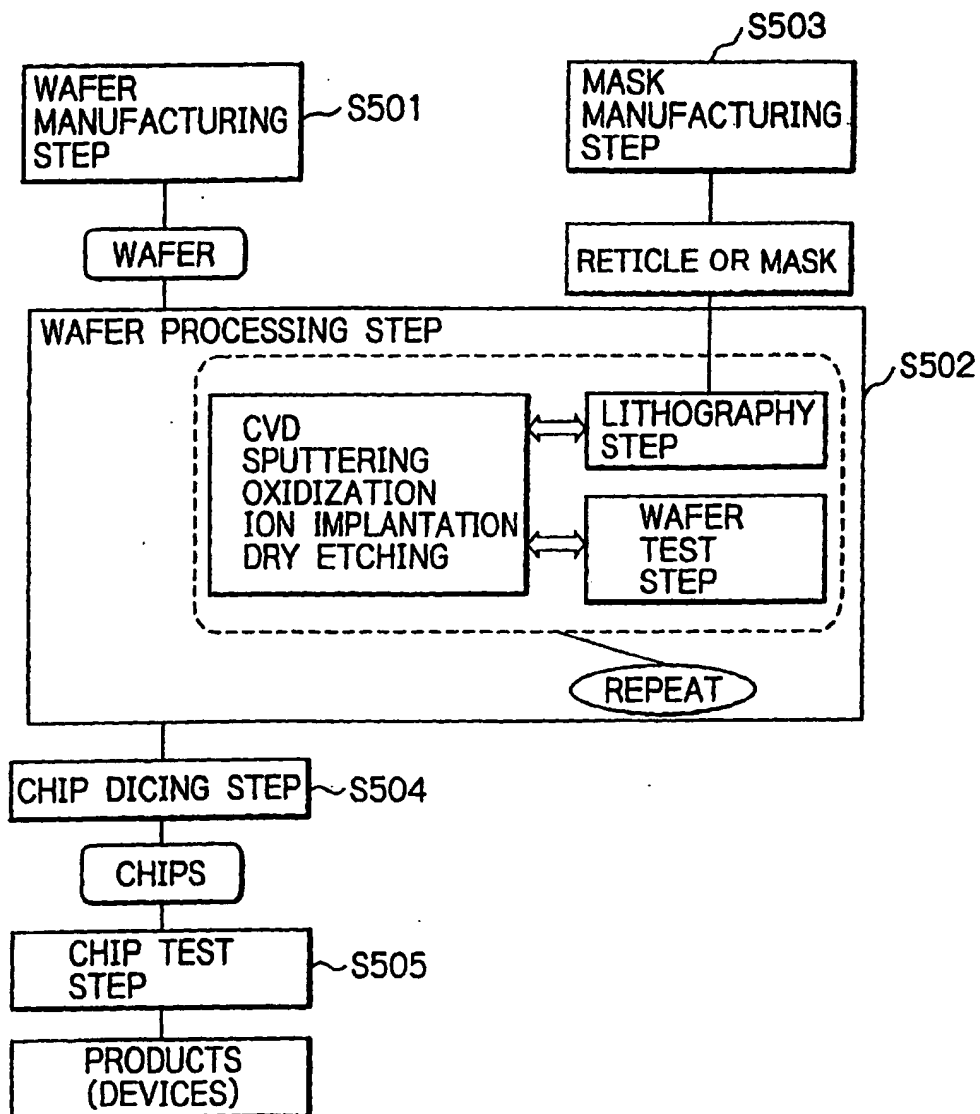 S503
WAFER
MANUFACTURING
STEP
S501
MASK
MANUFACTURING
STEP
WAFER
RETICLE OR MASK
WAFER PROCESSING STEP
S502
CVD
SPUTTERING
OXIDIZATION
ION IMPLANTATION
DRY ETCHING
LITHOGRAPHY
STEP
WAFER
TEST
STEP
REPEAT
CHIP DICING STEP
S504
CHIPS
CHIP TEST
STEP
S505
PRODUCTS
(DEVICES)